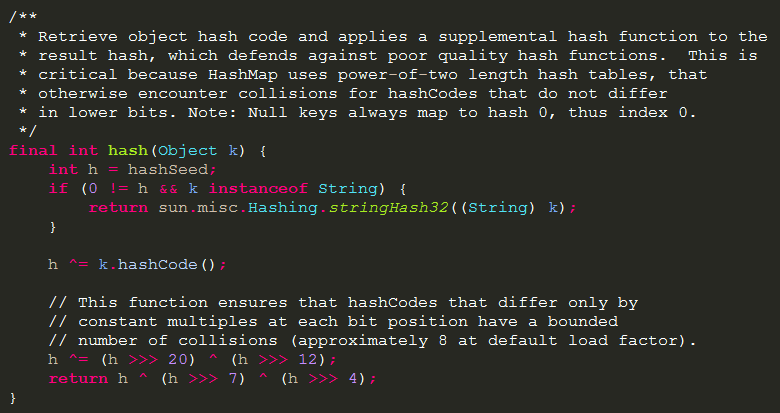 /**
 * Retrieve object hash code and applies a supplemental hash function to the
 * result hash, which defends against poor quality hash functions.  This is
 * critical because HashMap uses power-of-two length hash tables, that
 * otherwise encounter collisions for hashCodes that do not differ
 * in lower bits. Note: Null keys always map to hash 0, thus index 0.
 */
final int hash(Object k) {
    int h = hashSeed;
    if (0 != h && k instanceof String) {
        return sun.misc.Hashing.stringHash32((String) k);
    }

    h ^= k.hashCode();

    // This function ensures that hashCodes that differ only by
    // constant multiples at each bit position have a bounded
    // number of collisions (approximately 8 at default load factor).
    h ^= (h >>> 20) ^ (h >>> 12);
    return h ^ (h >>> 7) ^ (h >>> 4);
}